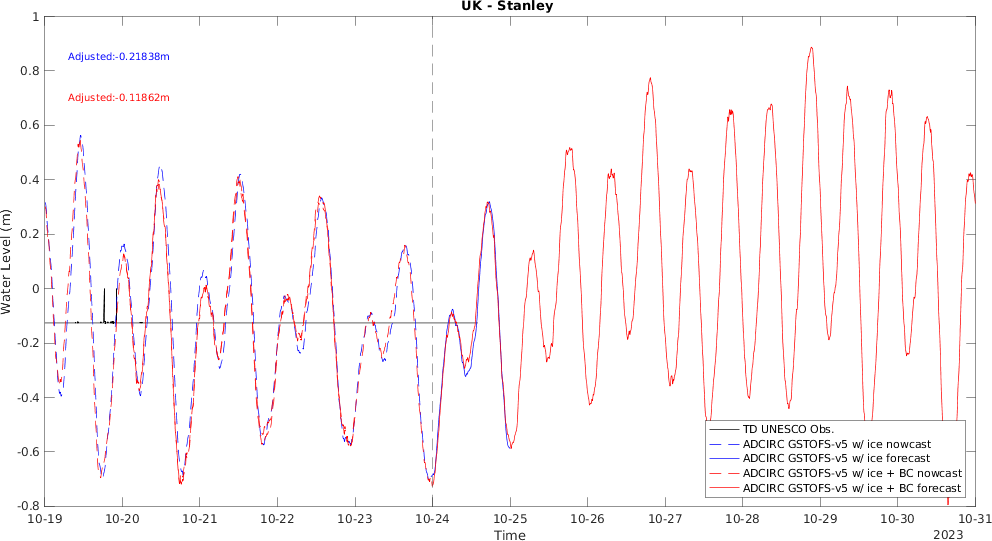 UK - Stanley
1
0.8
0.6
0.4
0.2
0
-0.2
-0.4
-0.6
-0.8
Water Level (m)
Adjusted:-0.21838m
Adjusted:-0.11862m
TD UNESCO Obs.
ADCIRC GSTOFS-v5 w/ ice nowcast
ADCIRC GSTOFS-v5 w/ ice forecast
ADCIRC GSTOFS-v5 w/ ice + BC nowcast
ADCIRC GSTOFS-v5 w/ ice + BC forecast
10-19 10-20 10-21 10-22 10-23 10-24 10-25 10-26 10-27 10-28 10-29 10-30 10-31
Time
2023